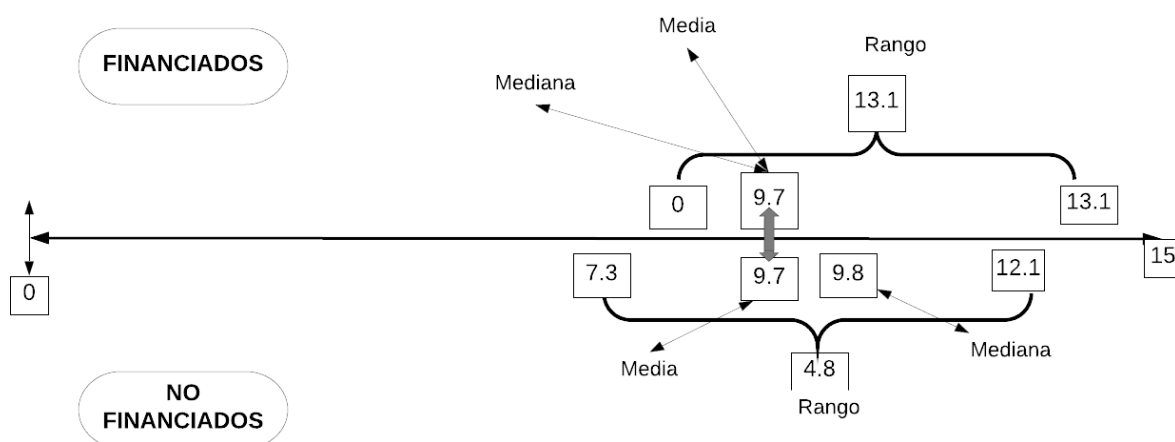 Media
Rango
FINANCIADOS
Mediana
13.1
0
9.7
13.1
15
0
7.3
9.7
9.8
12.1
Media
Mediana
4.8
Rango
NO
FINANCIADOS